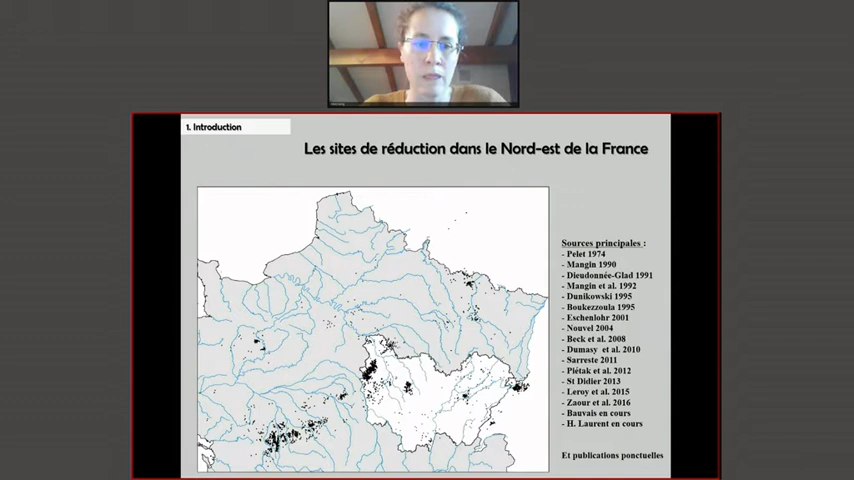 1. Introduction
Les sites de réduction dans le Nord-est de la France
Sources principales :
- Pelet 1974
- Mangin 1990
- Dieudonnée-Glad 1991
- Mangin et al. 1992
- Dunikowski 1995
- Boukezzoula 1995
- Eschenlohr 2001
- Nouvel 2004
- Beck et al. 2008
- Dumasy et al. 2010
- Sarreste 2011
- Piétak et al. 2012
- St Didier 2013
- Leroy et al. 2015
- Zaour et al. 2016
- Bauvais en cours
- H. Laurent en cours
Et publications ponctuelles